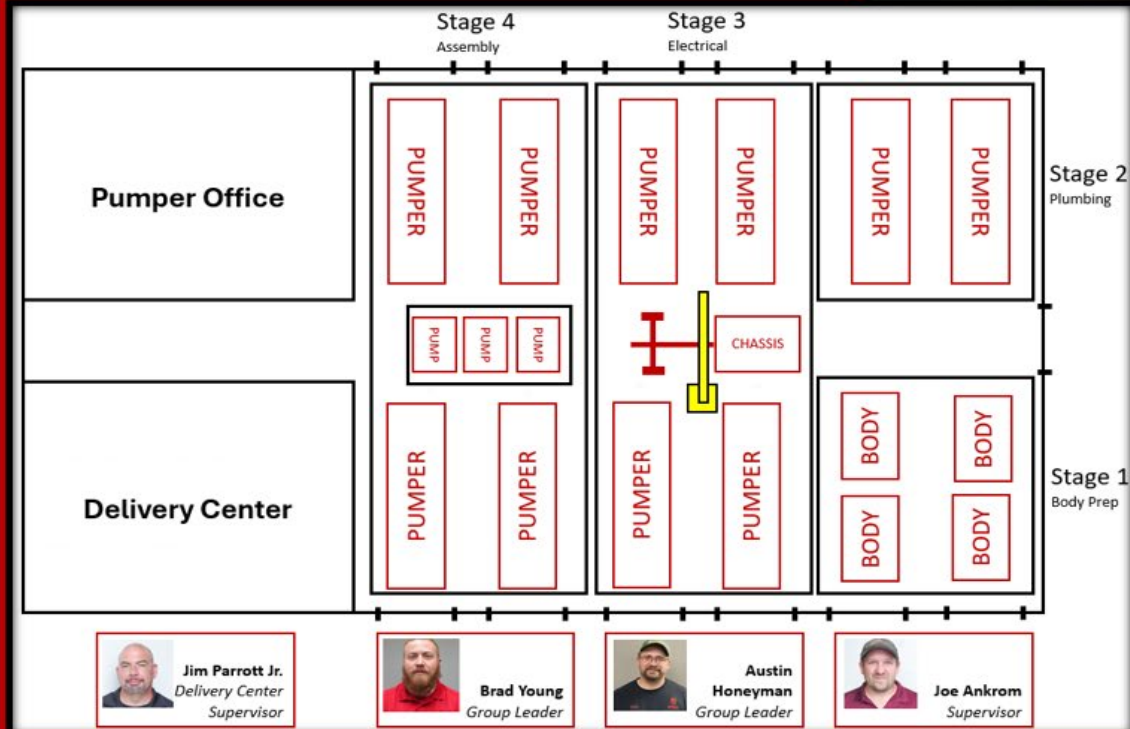 Stage 4
Assembly
Stage 3
Electrical
Pumper Office
PUMPER
PUMPER
PUMPER
PUMPER
PUMPER
PUMPER
Stage 2
Plumbing
PUMP
PUMP
PUMP
CHASSIS
Delivery Center
PUMPER
PUMPER
PUMPER
PUMPER
BODY
BODY
BODY
BODY
Stage 1
Body Prep
Jim Parrott Jr.
Delivery Center
Supervisor
Brad Young
Group Leader
Austin
Honeyman
Group Leader
Joe Ankrom
Supervisor